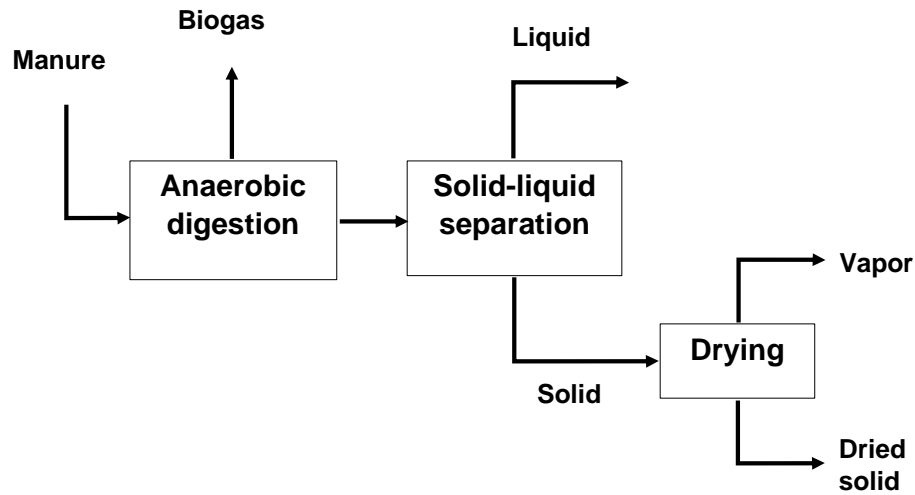 Biogas
Liquid
Manure
Anaerobic
digestion
Solid-liquid
separation
Vapor
Drying
Solid
Dried
solid